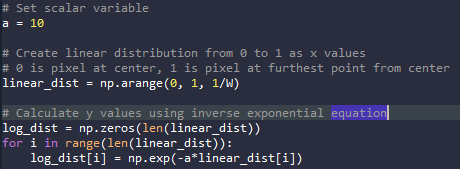 # Set scalar variable
a = 10
# Create linear distribution from 0 to 1 as x values
# 0 is pixel at center, 1 is pixel at furthest point from center
linear_dist = np.arange(0, 1, 1/W)
# Calculate y values using inverse exponential equation
log_dist = np.zeros(len(linear_dist))
for i in range(len(linear_dist)):
    log_dist[i] = np.exp(-a*linear_dist[i])